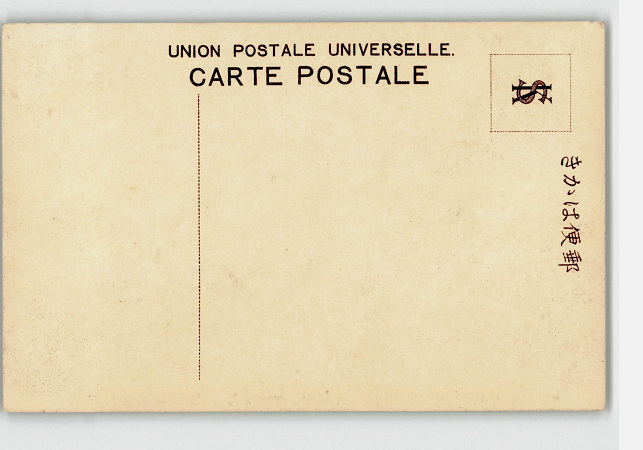 UNION POSTALE UNIVERSELLE.
CARTE POSTALE
きかは便郵